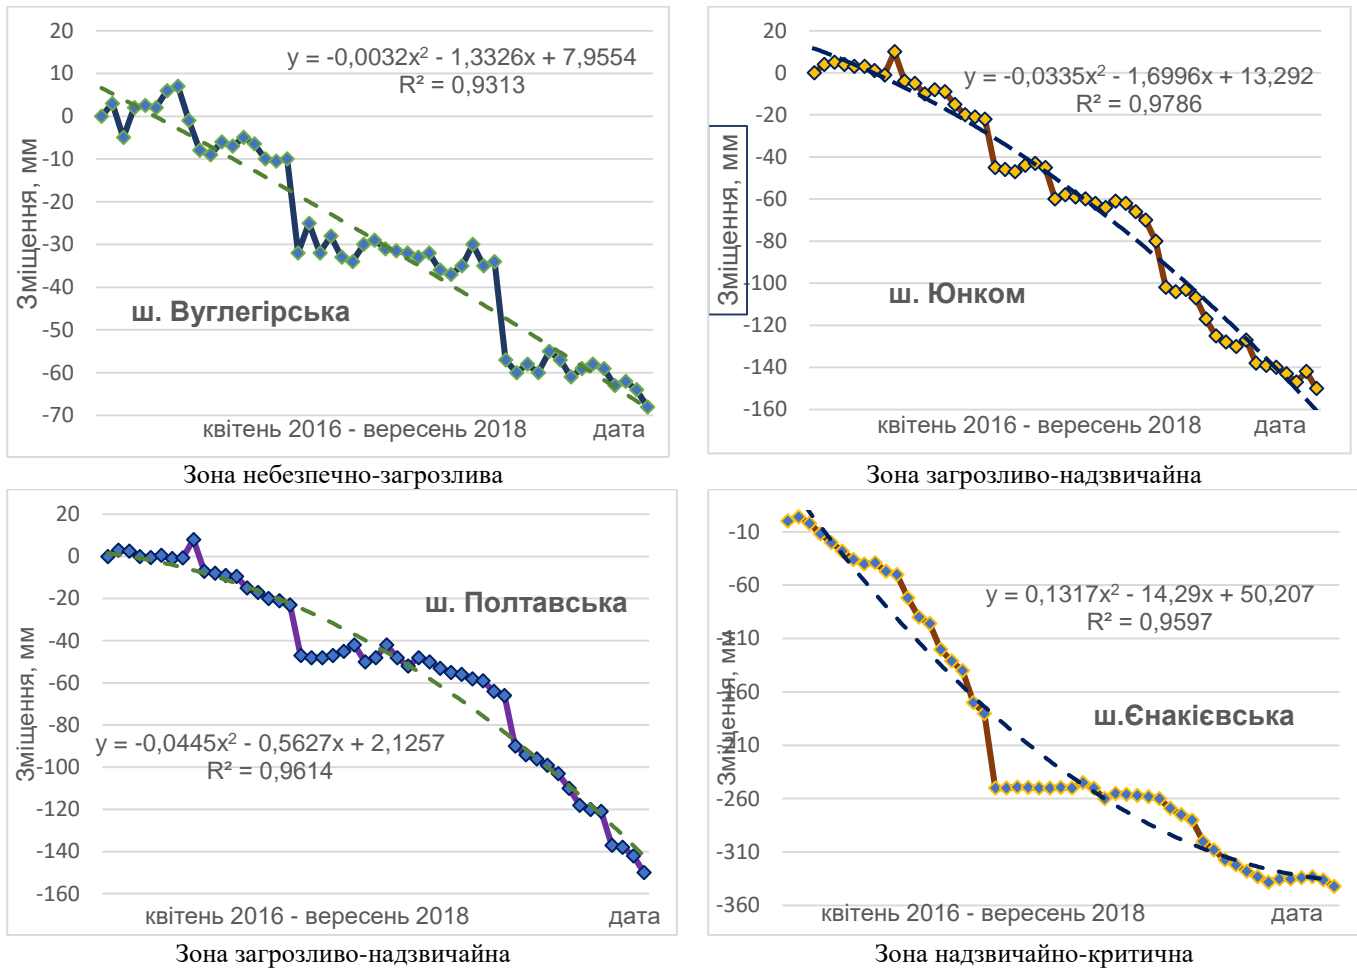 20
10
0
-10
-20
-30
-40
-50
-60
-70
Зміщення, мм
y = -0,0032x² - 1,3326x + 7,9554
R² = 0,9313
ш. Вуглегірська
квітень 2016 - вересень 2018
дата
Зона небезпечно-загрозлива
20
0
-20
-40
-60
-80
-100
-120
-140
-160
Зміщення, мм
y = -0,0335x² - 1,6996x + 13,292
R² = 0,9786
ш. Юнком
квітень 2016 - вересень 2018
дата
Зона загрозливо-надзвичайна
20
0
-20
-40
-60
-80
-100
-120
-140
-160
Зміщення, мм
ш. Полтавська
y = -0,0445x² - 0,5627x + 2,1257
R² = 0,9614
квітень 2016 - вересень 2018
дата
Зона загрозливо-надзвичайна
-10
-60
-110
-160
-210
-260
-310
-360
Зміщення, мм
y = 0,1317x² - 14,29x + 50,207
R² = 0,9597
ш.Єнакієвська
квітень 2016 - вересень 2018
дата
Зона надзвичайно-критична